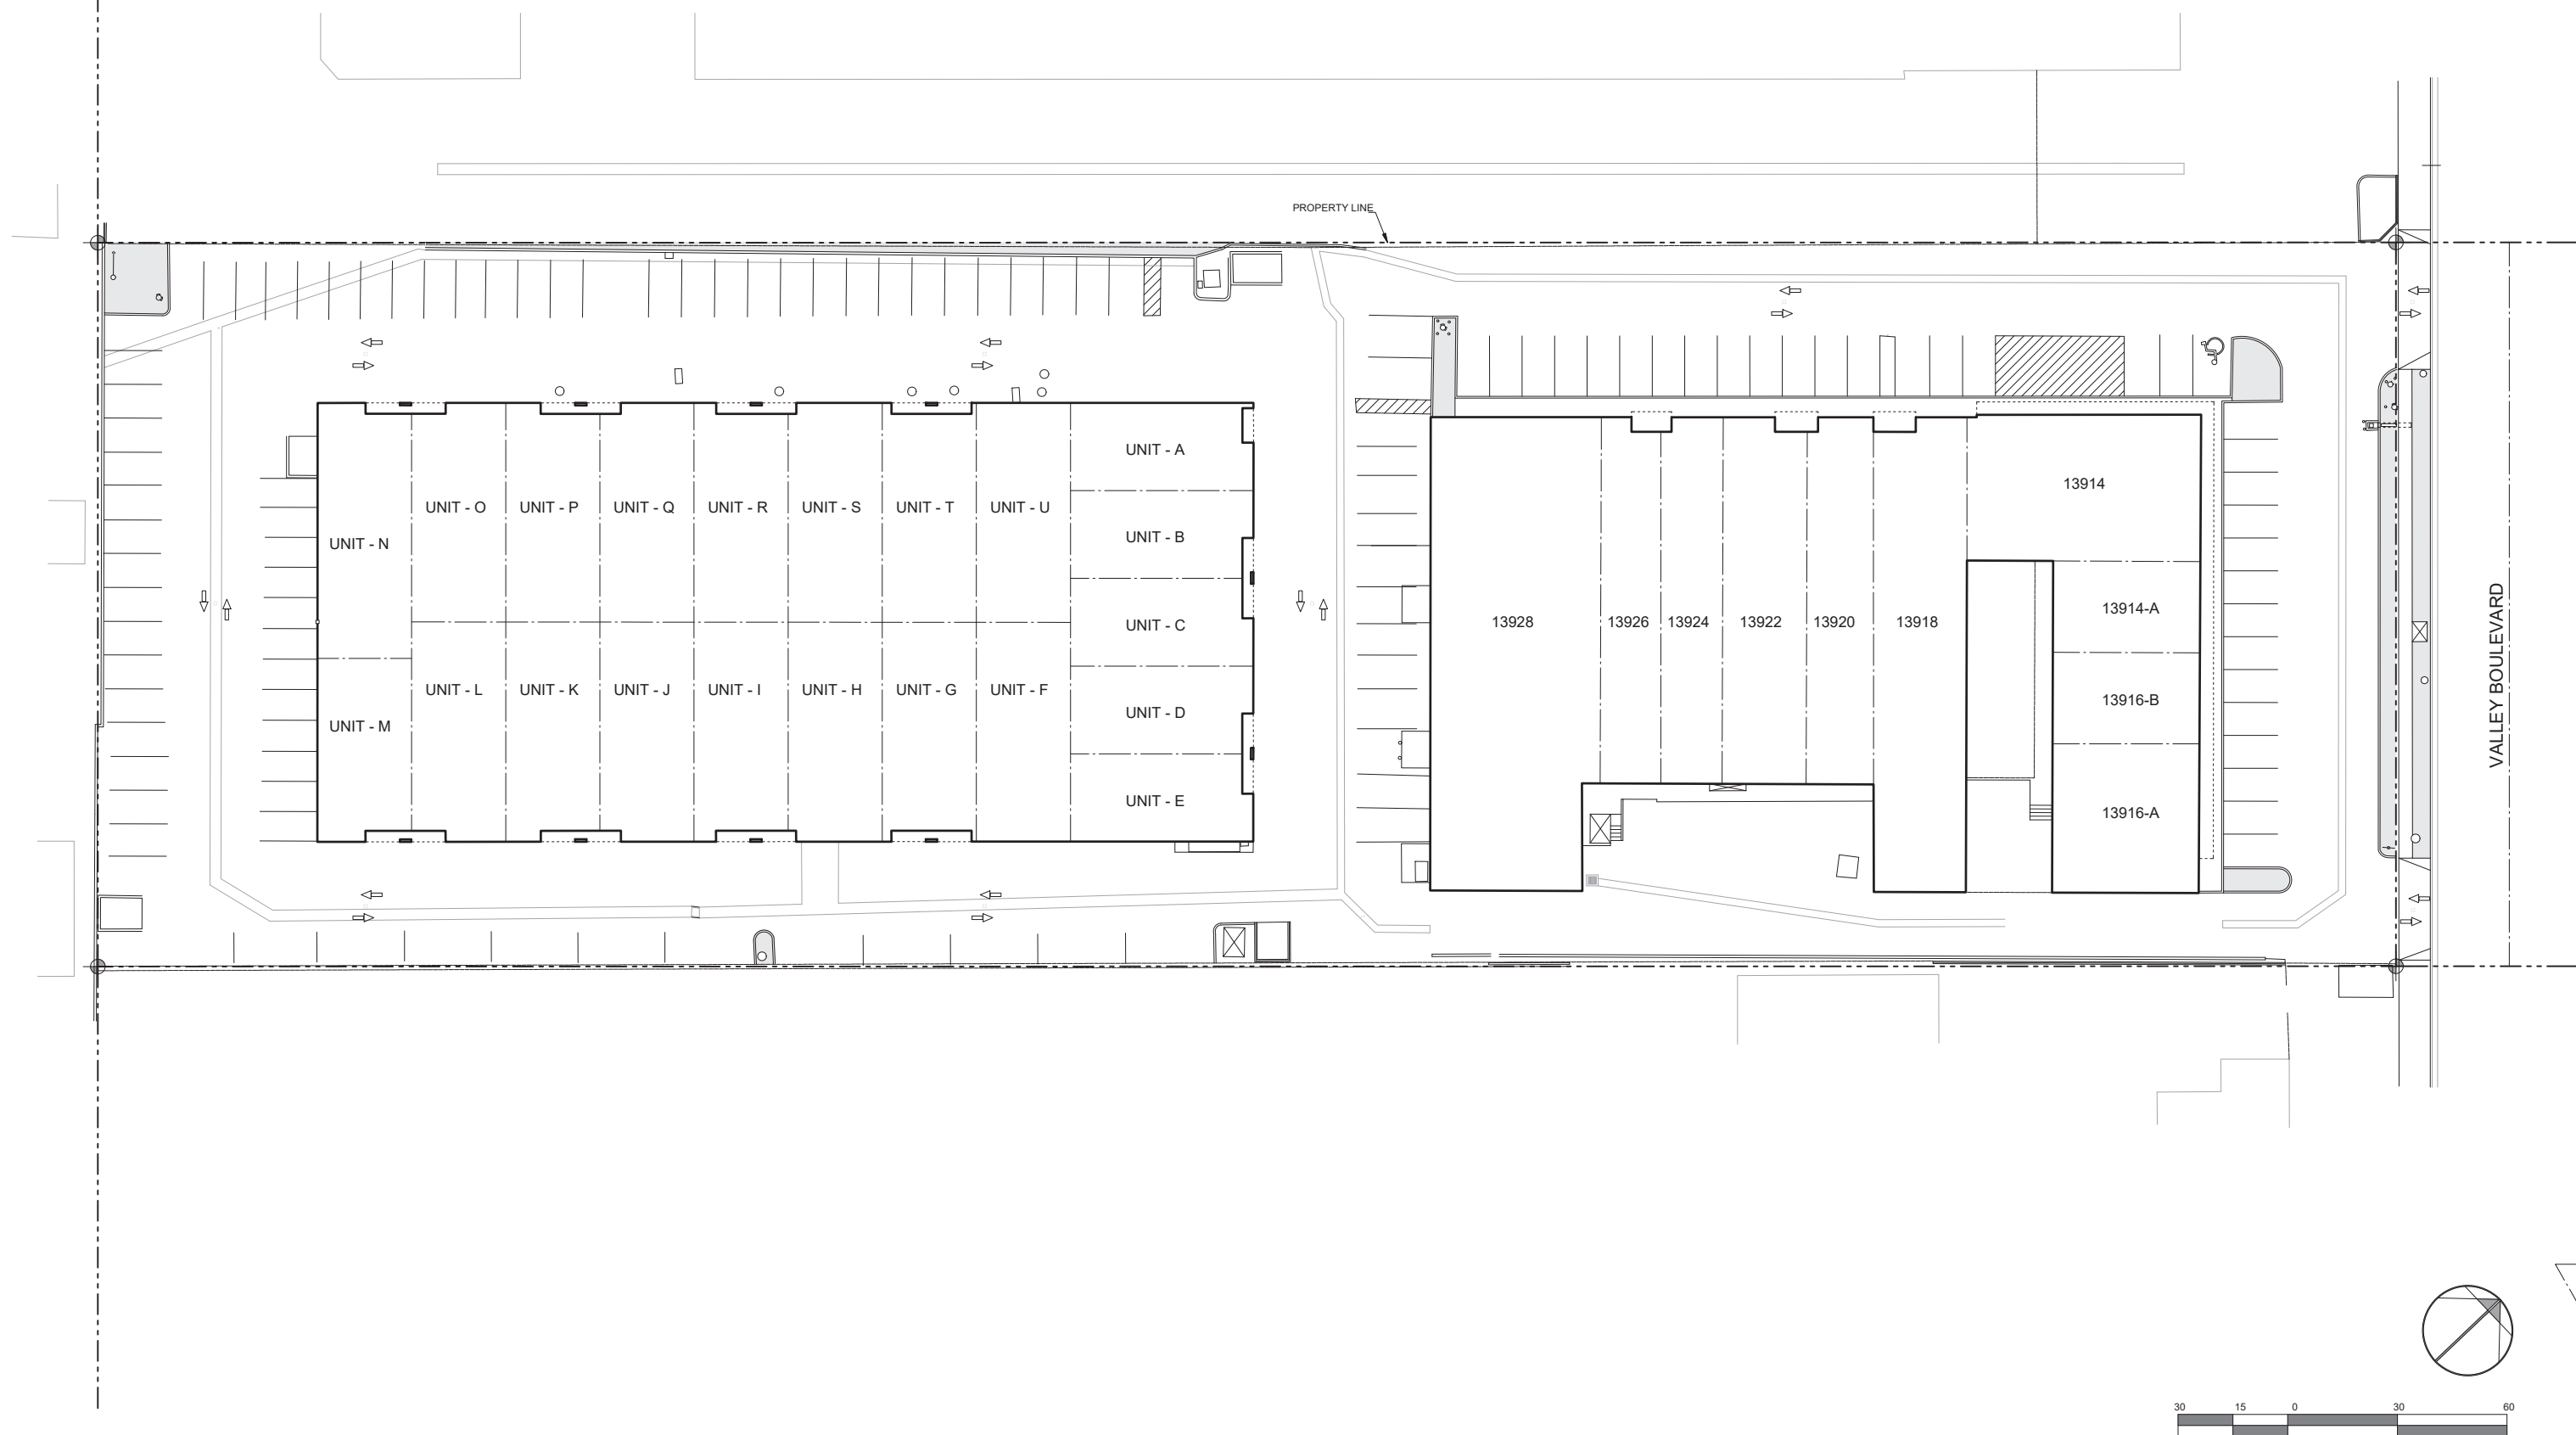 PROPERTY LINE
UNIT - A
UNIT - O
UNIT - P
UNIT - Q
UNIT - R
UNIT - S
UNIT - T
UNIT - U
UNIT - B
UNIT - N
UNIT - C
UNIT - L
UNIT - K
UNIT - J
UNIT - I
UNIT - H
UNIT - G
UNIT - F
UNIT - D
UNIT - M
UNIT - E
13928
13926
13924
13922
13920
13918
13914
13914-A
13916-B
13916-A
VALLEY BOULEVARD
30 15 0 30 60